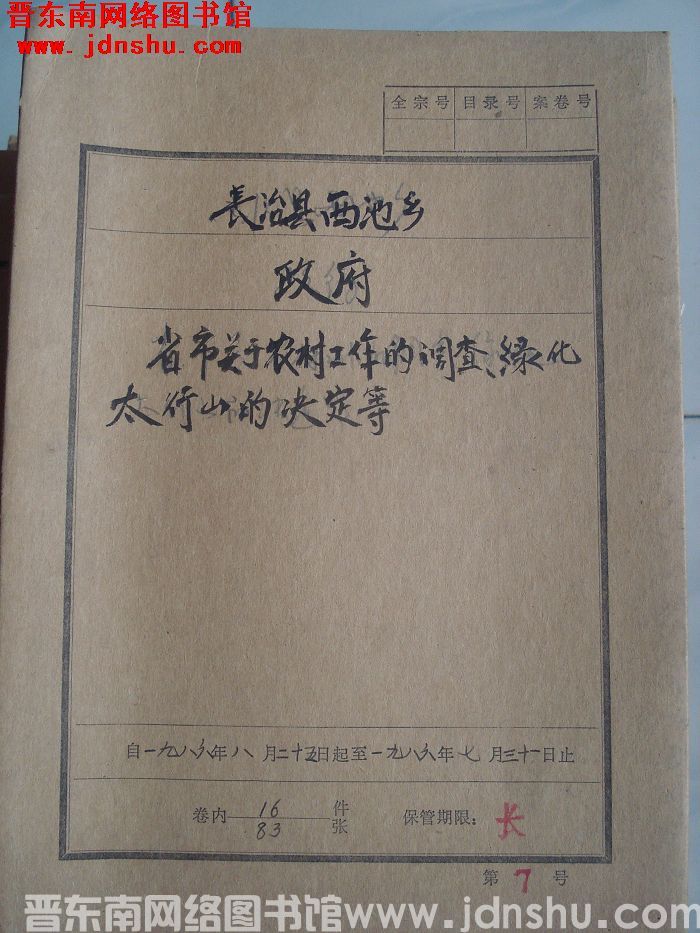 晋东南网络图书馆
www.jdnshu.com
全宗号 目录号 案卷号
長治县西池乡
政府
省市关于农村工作的调查、绿化
太行山的决定等
自一九八六年八月二十五日起至一九八六年七月三十一日止
卷内 16 件 保管期限：长
83 张
第7号
晋东南网络图书馆www.jdnshu.com